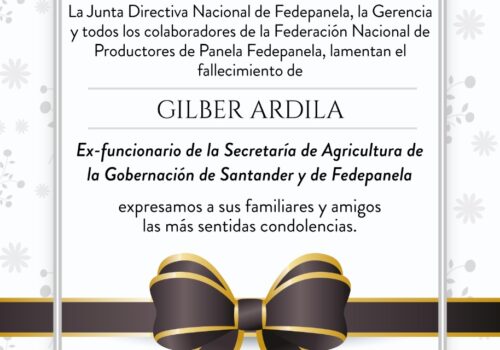 La Junta Directiva Nacional de Fedepanela, la Gerencia
y todos los colaboradores de la Federación Nacional de
Productores de Panela Fedepanela, lamentan el
fallecimiento de
GILBER ARDILA
Ex-funcionario de la Secretaría de Agricultura de
la Gobernación de Santander y de Fedepanela
expresamos a sus familiares y amigos
las más sentidas condolencias.